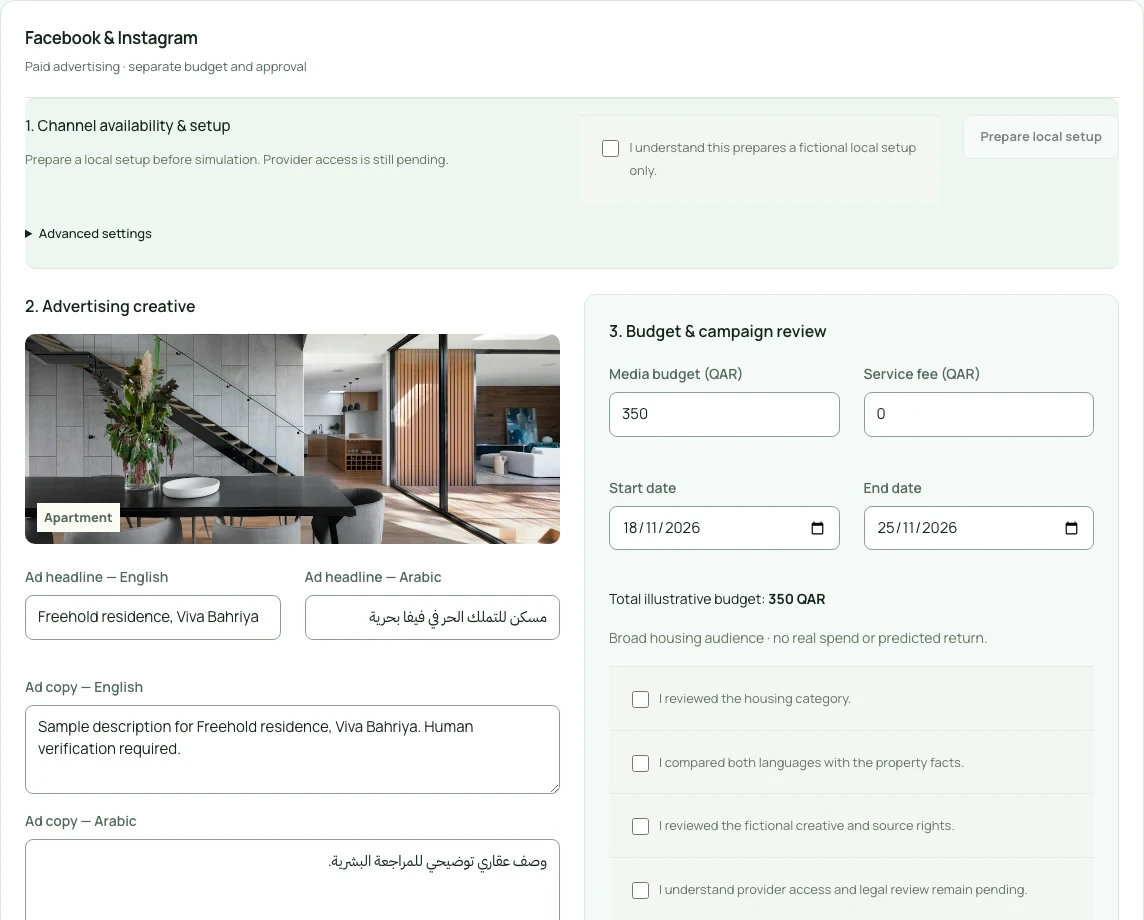 Facebook & Instagram
Paid advertising · separate budget and approval
1. Channel availability & setup
Prepare a local setup before simulation. Provider access is still pending.
I understand this prepares a fictional local setup
only.
Prepare local setup
Advanced settings
2. Advertising creative
Apartment
Ad headline — English
Freehold residence, Viva Bahriya
Ad headline — Arabic
مسكن للتملك الحر في فيفا بحرية
Ad copy — English
Sample description for Freehold residence, Viva Bahriya. Human
verification required.
Ad copy — Arabic
وصف عقاري توضيحي للمراجعة البشرية.
3. Budget & campaign review
Media budget (QAR)
350
Service fee (QAR)
0
Start date
18/11/2026
End date
25/11/2026
Total illustrative budget: 350 QAR
Broad housing audience · no real spend or predicted return.
I reviewed the housing category.
I compared both languages with the property facts.
I reviewed the fictional creative and source rights.
I understand provider access and legal review remain pending.